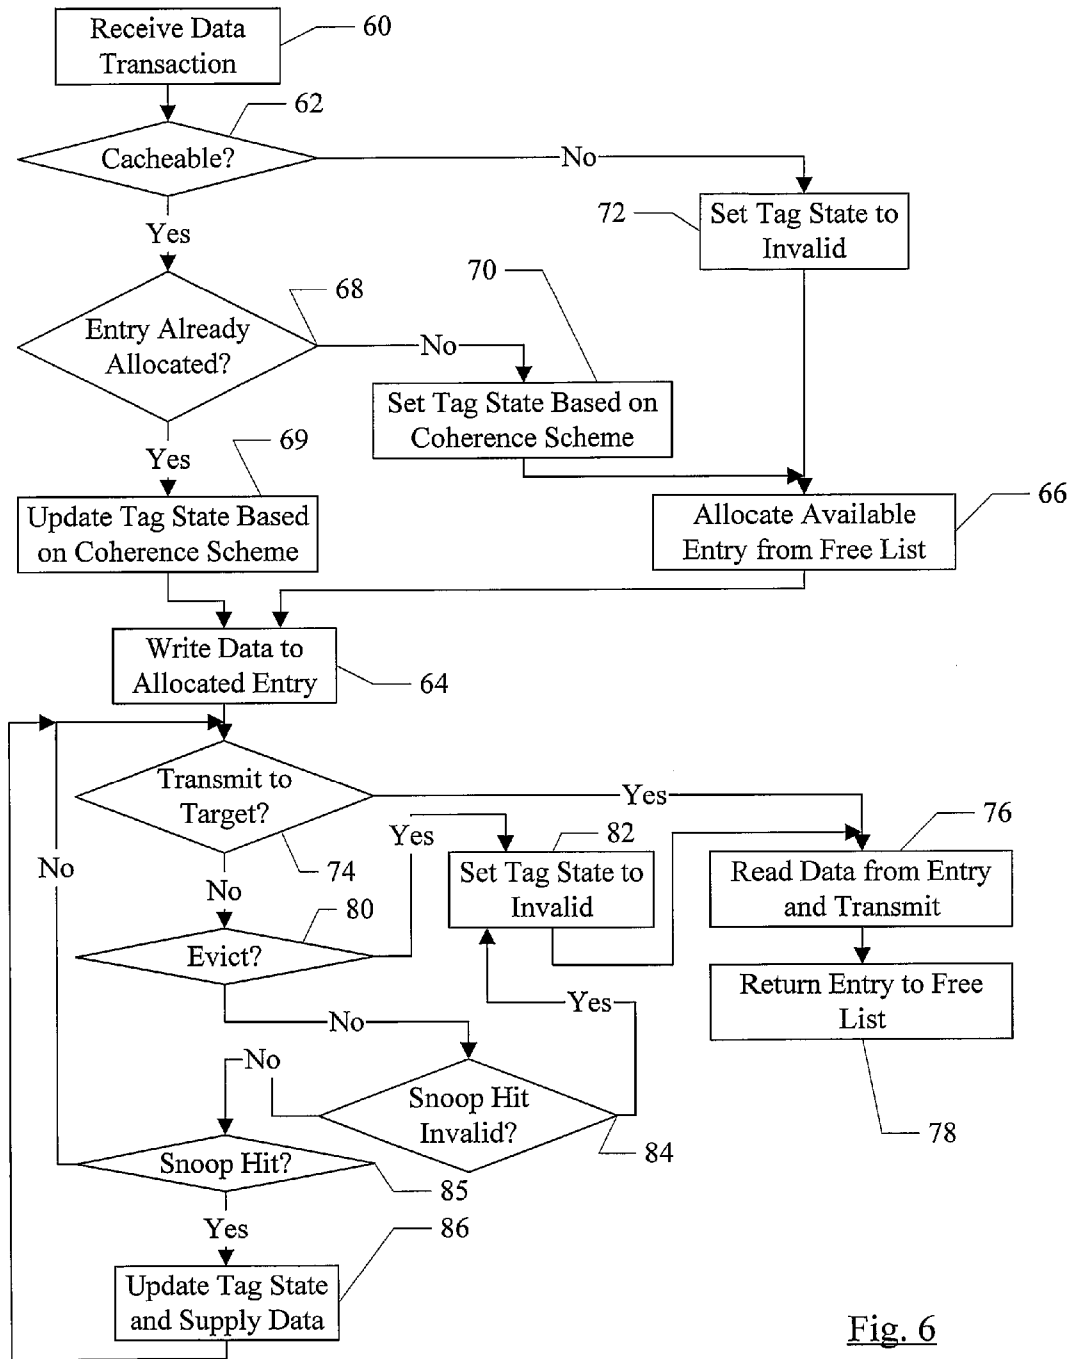 Receive Data
Transaction
60
62
Cacheable?
No
Yes
72
Set Tag State to
Invalid
70
68
Entry Already
Allocated?
No
Set Tag State Based on
Coherence Scheme
69
Yes
Update Tag State Based
on Coherence Scheme
66
Allocate Available
Entry from Free List
Write Data to
Allocated Entry
64
Transmit to
Target?
Yes
74
No
No
Yes
82
Set Tag State to
Invalid
76
Read Data from Entry
and Transmit
80
Evict?
Return Entry to Free
List
78
No
Yes
No
Snoop Hit
Invalid?
84
Snoop Hit?
85
Yes
86
Update Tag State
and Supply Data
Fig. 6